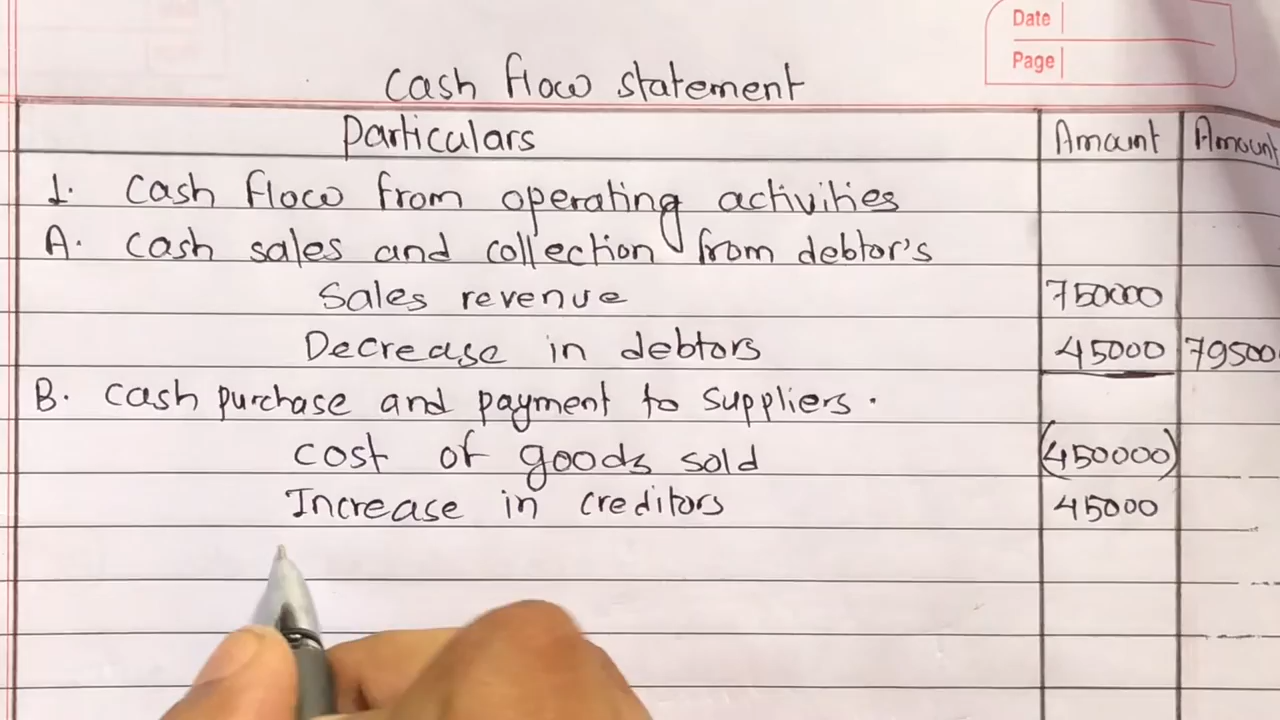 Date
Page
Cash flow statement
Particulars Amount Amount
1. Cash flow from operating activities
A. Cash sales and collection from debtor's
Sales revenue 750000
Decrease in debtors 45000 79500
B. Cash purchase and payment to suppliers.
Cost of goods sold (450000)
Increase in creditors 45000